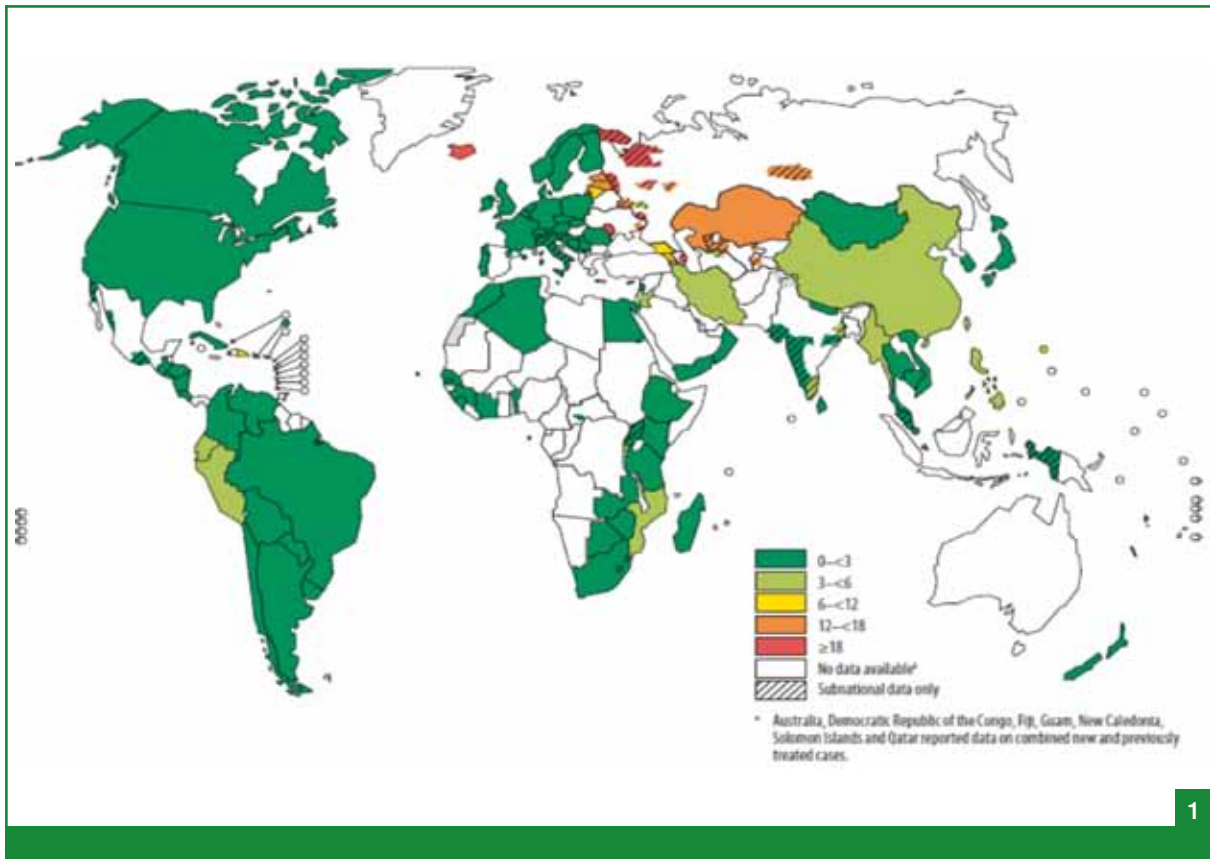 0–<3
3–<6
6–<12
12–<18
≥18
No data availableª
Subnational data only
ª Australia, Democratic Republic of the Congo, Fiji, Guam, New Caledonia,
Solomon Islands and Qatar reported data on combined new and previously
treated cases.
1